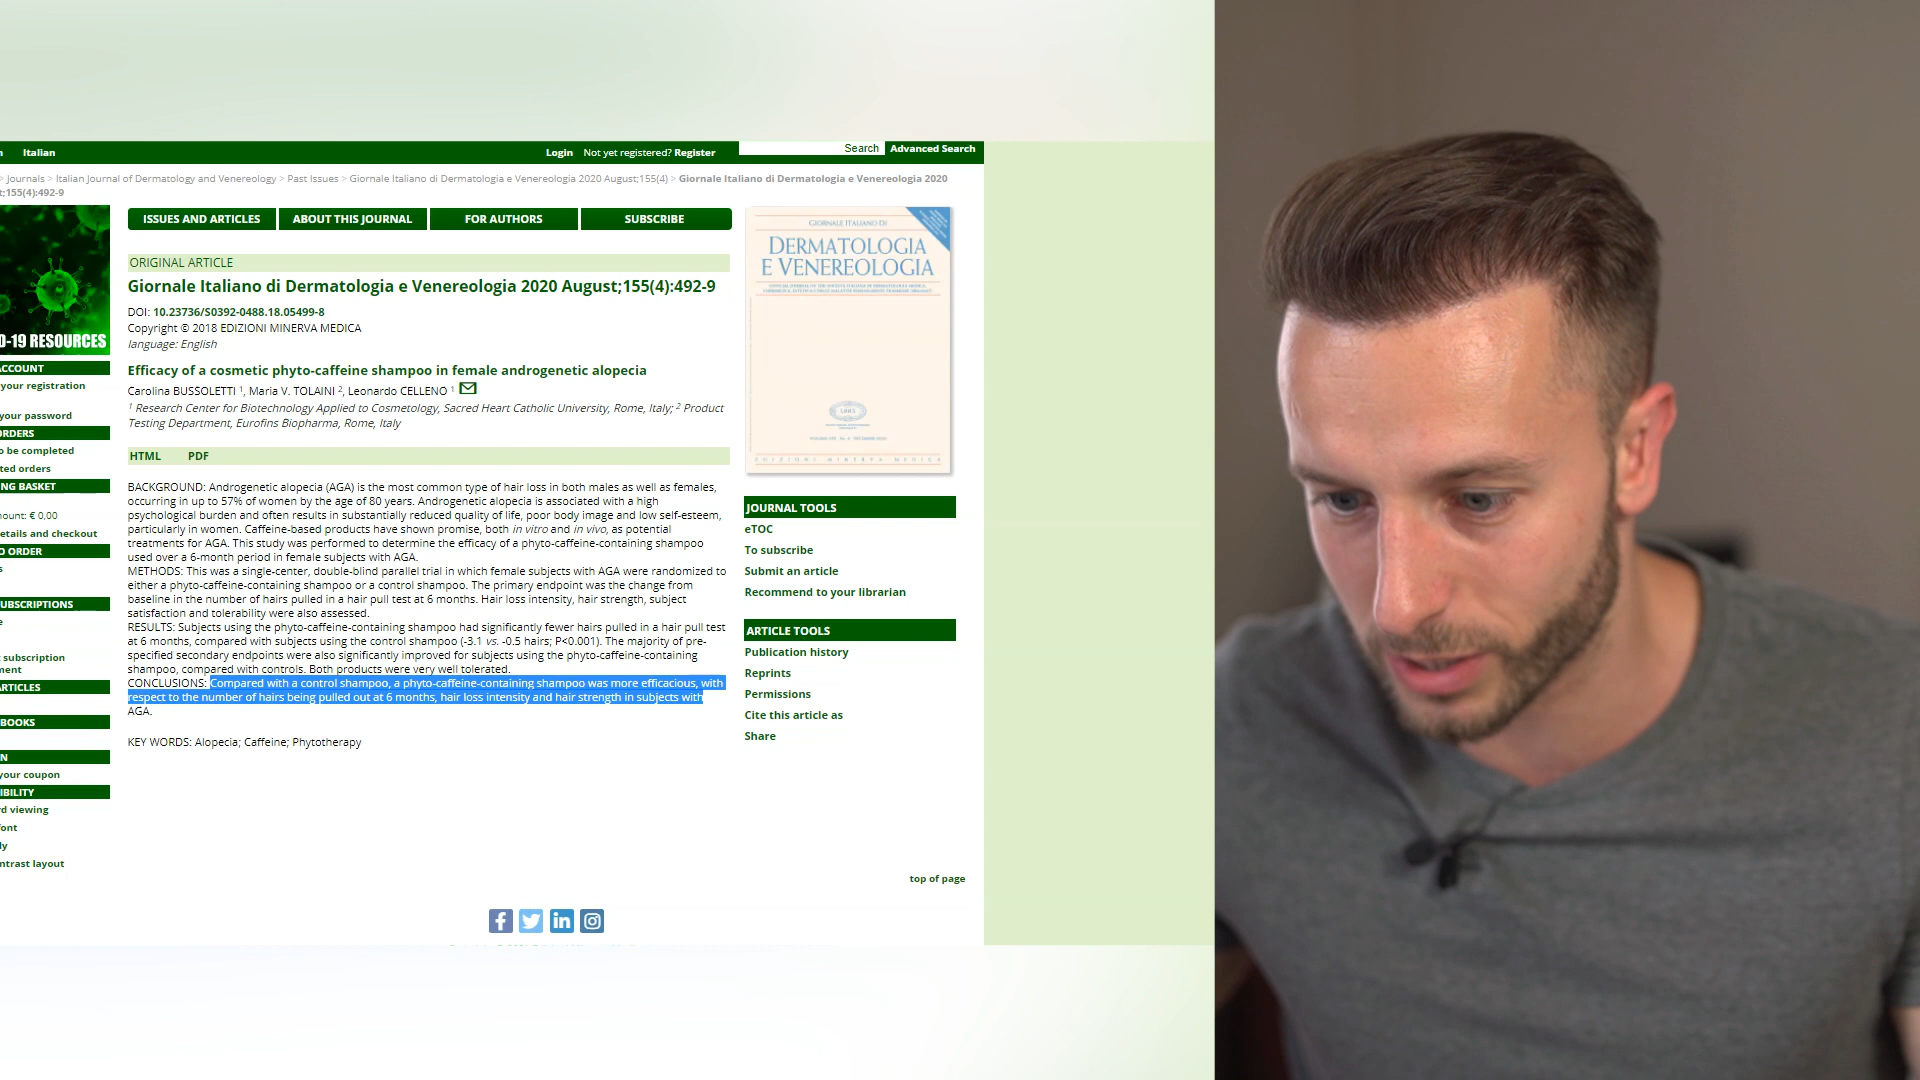 Italian
Login Not yet registered? Register
Search Advanced Search
> Journals > Italian Journal of Dermatology and Venereology > Past Issues > Giornale Italiano di Dermatologia e Venereologia 2020 August;155(4) > Giornale Italiano di Dermatologia e Venereologia 2020
t;155(4):492-9
ISSUES AND ARTICLES
ABOUT THIS JOURNAL
FOR AUTHORS
SUBSCRIBE
ORIGINAL ARTICLE
Giornale Italiano di Dermatologia e Venereologia 2020 August;155(4):492-9
DOI: 10.23736/S0392-0488.18.05499-8
Copyright © 2018 EDIZIONI MINERVA MEDICA
language: English
Efficacy of a cosmetic phyto-caffeine shampoo in female androgenetic alopecia
Carolina BUSSOLETTI 1, Maria V. TOLAINI 2, Leonardo CELLENO 1
1 Research Center for Biotechnology Applied to Cosmetology, Sacred Heart Catholic University, Rome, Italy; 2 Product
Testing Department, Eurofins Biopharma, Rome, Italy
HTML PDF
BACKGROUND: Androgenetic alopecia (AGA) is the most common type of hair loss in both males as well as females,
occurring in up to 57% of women by the age of 80 years. Androgenetic alopecia is associated with a high
psychological burden and often results in substantially reduced quality of life, poor body image and low self-esteem,
particularly in women. Caffeine-based products have shown promise, both in vitro and in vivo, as potential
treatments for AGA. This study was performed to determine the efficacy of a phyto-caffeine-containing shampoo
used over a 6-month period in female subjects with AGA.
METHODS: This was a single-center, double-blind parallel trial in which female subjects with AGA were randomized to
either a phyto-caffeine-containing shampoo or a control shampoo. The primary endpoint was the change from
baseline in the number of hairs pulled in a hair pull test at 6 months. Hair loss intensity, hair strength, subject
satisfaction and tolerability were also assessed.
RESULTS: Subjects using the phyto-caffeine-containing shampoo had significantly fewer hairs pulled in a hair pull test
at 6 months, compared with subjects using the control shampoo (-3.1 vs. -0.5 hairs; P<0.001). The majority of pre-
specified secondary endpoints were also significantly improved for subjects using the phyto-caffeine-containing
shampoo, compared with controls. Both products were very well tolerated.
CONCLUSIONS: Compared with a control shampoo, a phyto-caffeine-containing shampoo was more efficacious, with
respect to the number of hairs being pulled out at 6 months, hair loss intensity and hair strength in subjects with
AGA.
KEY WORDS: Alopecia; Caffeine; Phytotherapy
D-19 RESOURCES
ACCOUNT
your registration
your password
ORDERS
o be completed
ted orders
NG BASKET
mount: € 0,00
etails and checkout
O ORDER
s
UBSCRIPTIONS
e
t subscription
ment
ARTICLES
BOOKS
N
your coupon
IBILITY
rd viewing
font
ly
ntrast layout
GIORNALE ITALIANO DI
DERMATOLOGIA
E VENEREOLOGIA
EDIZIONI MINERVA MEDICA
JOURNAL TOOLS
eTOC
To subscribe
Submit an article
Recommend to your librarian
ARTICLE TOOLS
Publication history
Reprints
Permissions
Cite this article as
Share
top of page